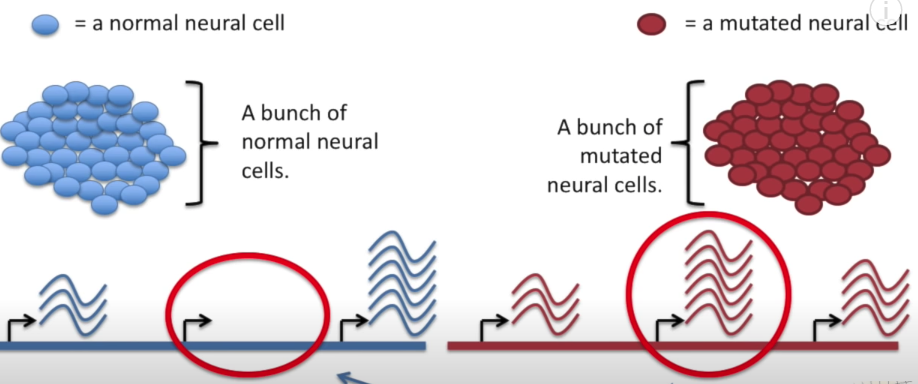 = a normal neural cell
= a mutated neural cell
A bunch of
normal neural
cells.
A bunch of
mutated
neural cells.